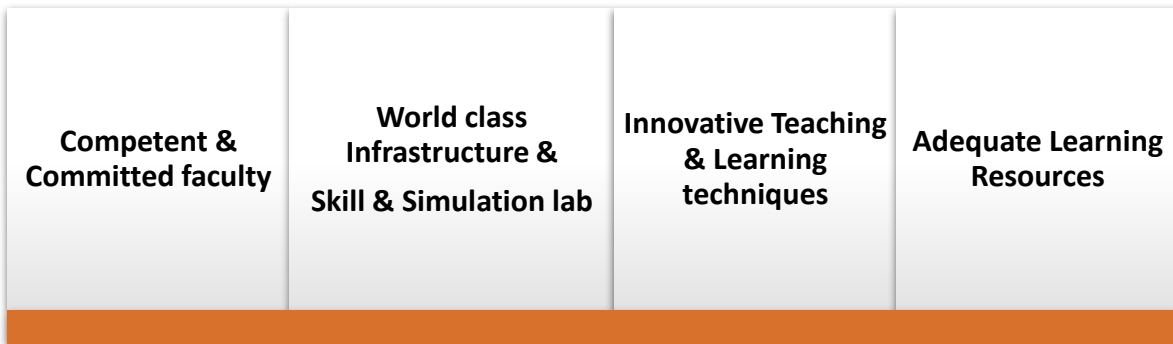 Competent &
Committed faculty
World class
Infrastructure &
Skill & Simulation lab
Innovative Teaching
& Learning
techniques
Adequate Learning
Resources